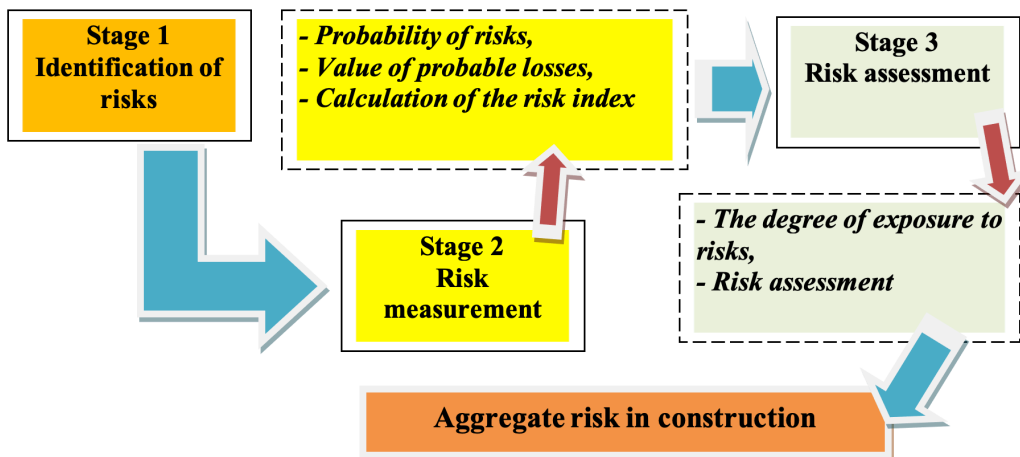 Stage 1
Identification of
risks
- Probability of risks,
- Value of probable losses,
- Calculation of the risk index
Stage 3
Risk assessment
Stage 2
Risk
measurement
- The degree of exposure to
risks,
- Risk assessment
Aggregate risk in construction